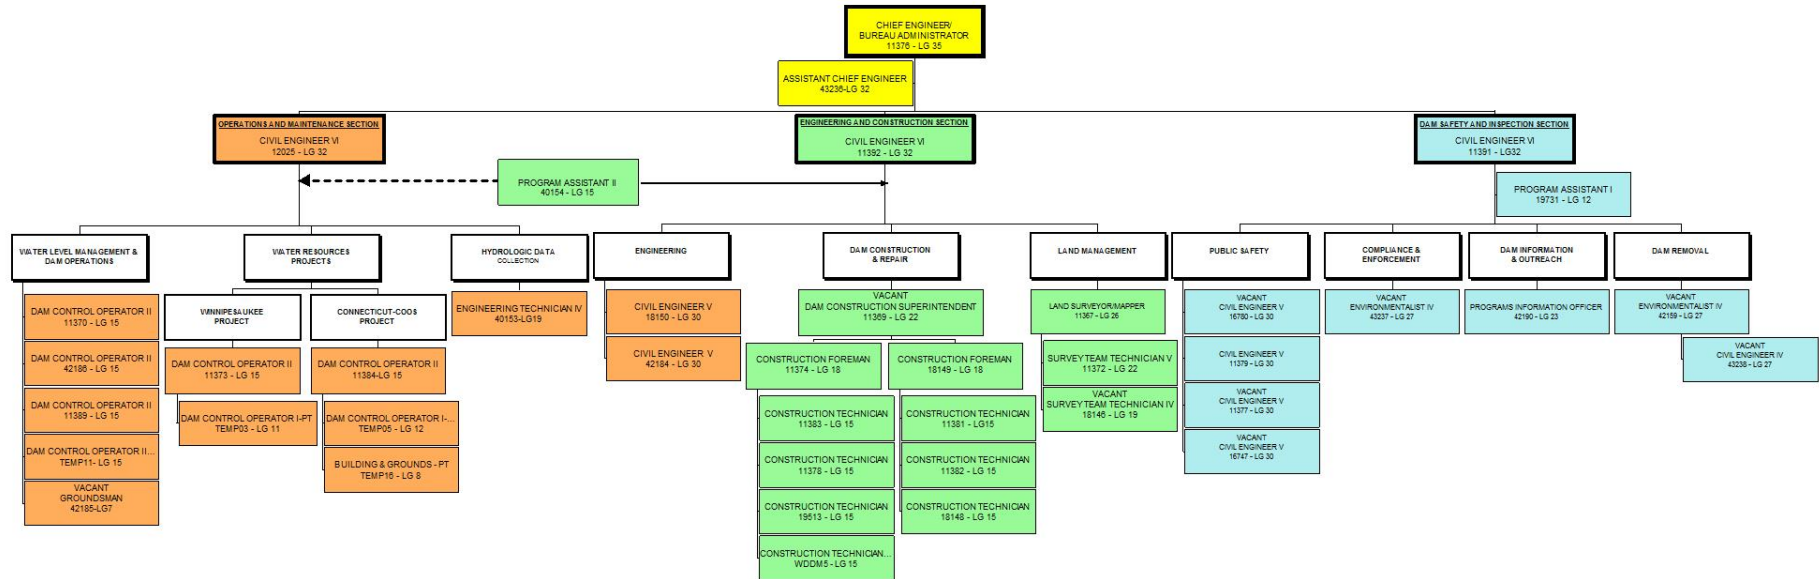 CHIEF ENGINEER/
BUREAU ADMINISTRATOR
11376 - LG 35
ASSISTANT CHIEF ENGINEER
43236-LG 32
OPERATIONS AND MAINTENANCE SECTION
CIVIL ENGINEER VI
12025 - LG 32
ENGINEERING AND CONSTRUCTION SECTION
CIVIL ENGINEER VI
11392 - LG 32
DAM SAFETY AND INSPECTION SECTION
CIVIL ENGINEER VI
11391 - LG32
PROGRAM ASSISTANT II
40154 - LG 15
PROGRAM ASSISTANT I
19731 - LG 12
WATER LEVEL MANAGEMENT &
DAM OPERATIONS
DAM CONTROL OPERATOR II
11370 - LG 15
DAM CONTROL OPERATOR II
42186 - LG 15
DAM CONTROL OPERATOR II
11389 - LG 15
DAM CONTROL OPERATOR II...
TEMP11- LG 15
VACANT
GROUNDSMAN
42185-LG7
WATER RESOURCES
PROJECTS
WINNIPESAUKEE
PROJECT
DAM CONTROL OPERATOR II
11373 - LG 15
DAM CONTROL OPERATOR I-PT
TEMP03 - LG 11
CONNECTICUT-COOS
PROJECT
DAM CONTROL OPERATOR II
11384-LG 15
DAM CONTROL OPERATOR I-...
TEMP05 - LG 12
BUILDING & GROUNDS - PT
TEMP16 - LG 8
HYDROLOGIC DATA
COLLECTION
ENGINEERING TECHNICIAN IV
40153-LG19
ENGINEERING
CIVIL ENGINEER V
18150 - LG 30
CIVIL ENGINEER V
42184 - LG 30
DAM CONSTRUCTION
& REPAIR
VACANT
DAM CONSTRUCTION SUPERINTENDENT
11369 - LG 22
CONSTRUCTION FOREMAN
11374 - LG 18
CONSTRUCTION TECHNICIAN
11383 - LG 15
CONSTRUCTION TECHNICIAN
11378 - LG 15
CONSTRUCTION TECHNICIAN
19513 - LG 15
CONSTRUCTION TECHNICIAN...
WDDM5 - LG 15
CONSTRUCTION FOREMAN
18149 - LG 18
CONSTRUCTION TECHNICIAN
11381 - LG15
CONSTRUCTION TECHNICIAN
11382 - LG 15
CONSTRUCTION TECHNICIAN
18148 - LG 15
LAND MANAGEMENT
LAND SURVEYOR/MAPPER
11367 - LG 26
SURVEY TEAM TECHNICIAN V
11372 - LG 22
VACANT
SURVEY TEAM TECHNICIAN IV
18146 - LG 19
PUBLIC SAFETY
VACANT
CIVIL ENGINEER V
16780 - LG 30
CIVIL ENGINEER V
11379 - LG 30
VACANT
CIVIL ENGINEER V
11377 - LG 30
VACANT
CIVIL ENGINEER V
16747 - LG 30
COMPLIANCE &
ENFORCEMENT
VACANT
ENVIRONMENTALIST IV
43237 - LG 27
DAM INFORMATION
& OUTREACH
PROGRAMS INFORMATION OFFICER
42190 - LG 23
DAM REMOVAL
VACANT
ENVIRONMENTALIST IV
42159 - LG 27
VACANT
CIVIL ENGINEER IV
43238 - LG 27